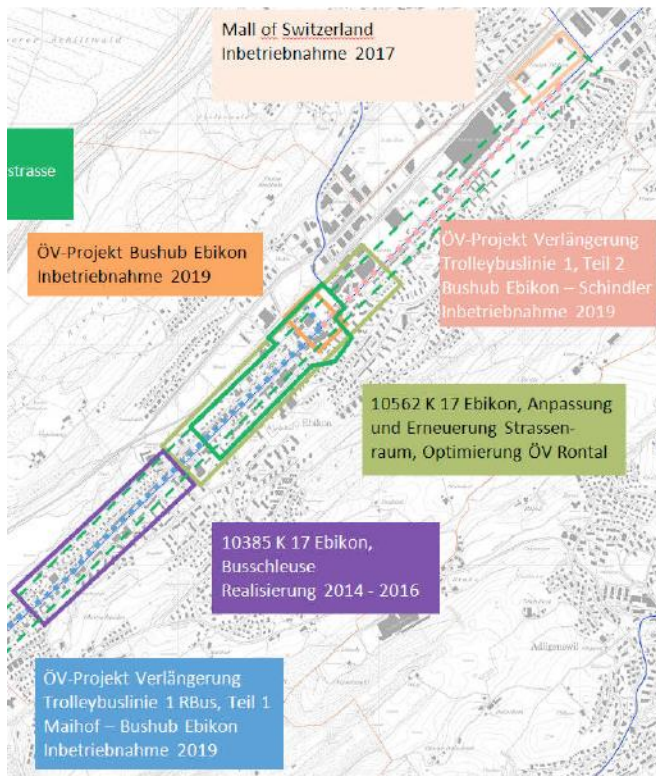 Mall of Switzerland
Inbetriebnahme 2017
strasse
ÖV-Projekt Bushub Ebikon
Inbetriebnahme 2019
ÖV-Projekt Verlängerung
Trolleybuslinie 1, Teil 2
Bushub Ebikon – Schindler
Inbetriebnahme 2019
10562 K 17 Ebikon, Anpassung
und Erneuerung Strassen-
raum, Optimierung ÖV Rontal
Ebikon
10385 K 17 Ebikon,
Busschleuse
Realisierung 2014 - 2016
Adligenswil
ÖV-Projekt Verlängerung
Trolleybuslinie 1 RBus, Teil 1
Maihof – Bushub Ebikon
Inbetriebnahme 2019